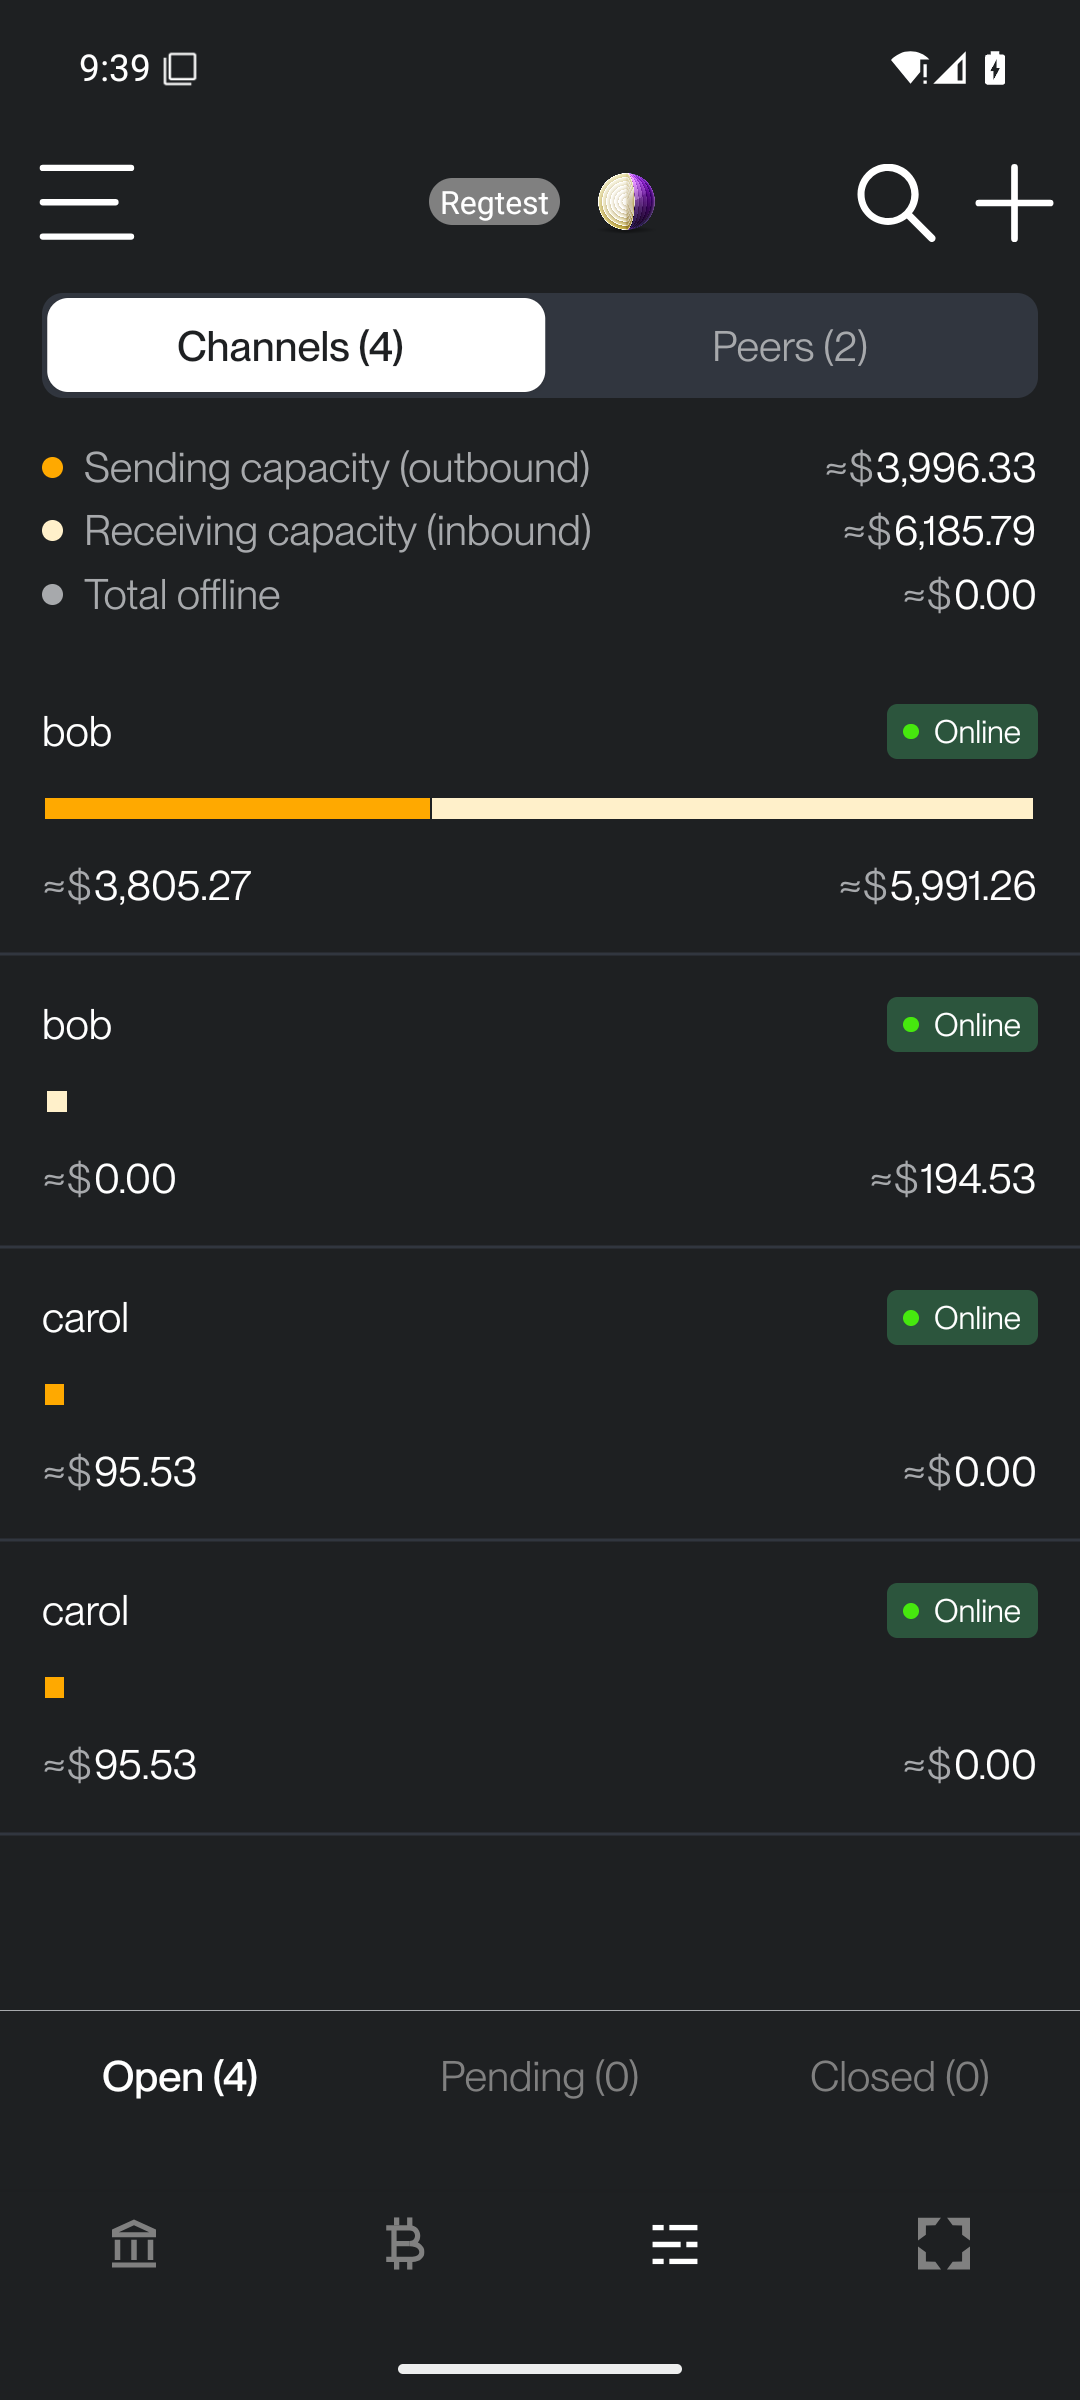 9:39
Regtest
Channels (4)
Peers (2)
Sending capacity (outbound) ≈$3,996.33
Receiving capacity (inbound) ≈$6,185.79
Total offline ≈$0.00
bob Online
≈$3,805.27 ≈$5,991.26
bob Online
≈$0.00 ≈$194.53
carol Online
≈$95.53 ≈$0.00
carol Online
≈$95.53 ≈$0.00
Open (4) Pending (0) Closed (0)